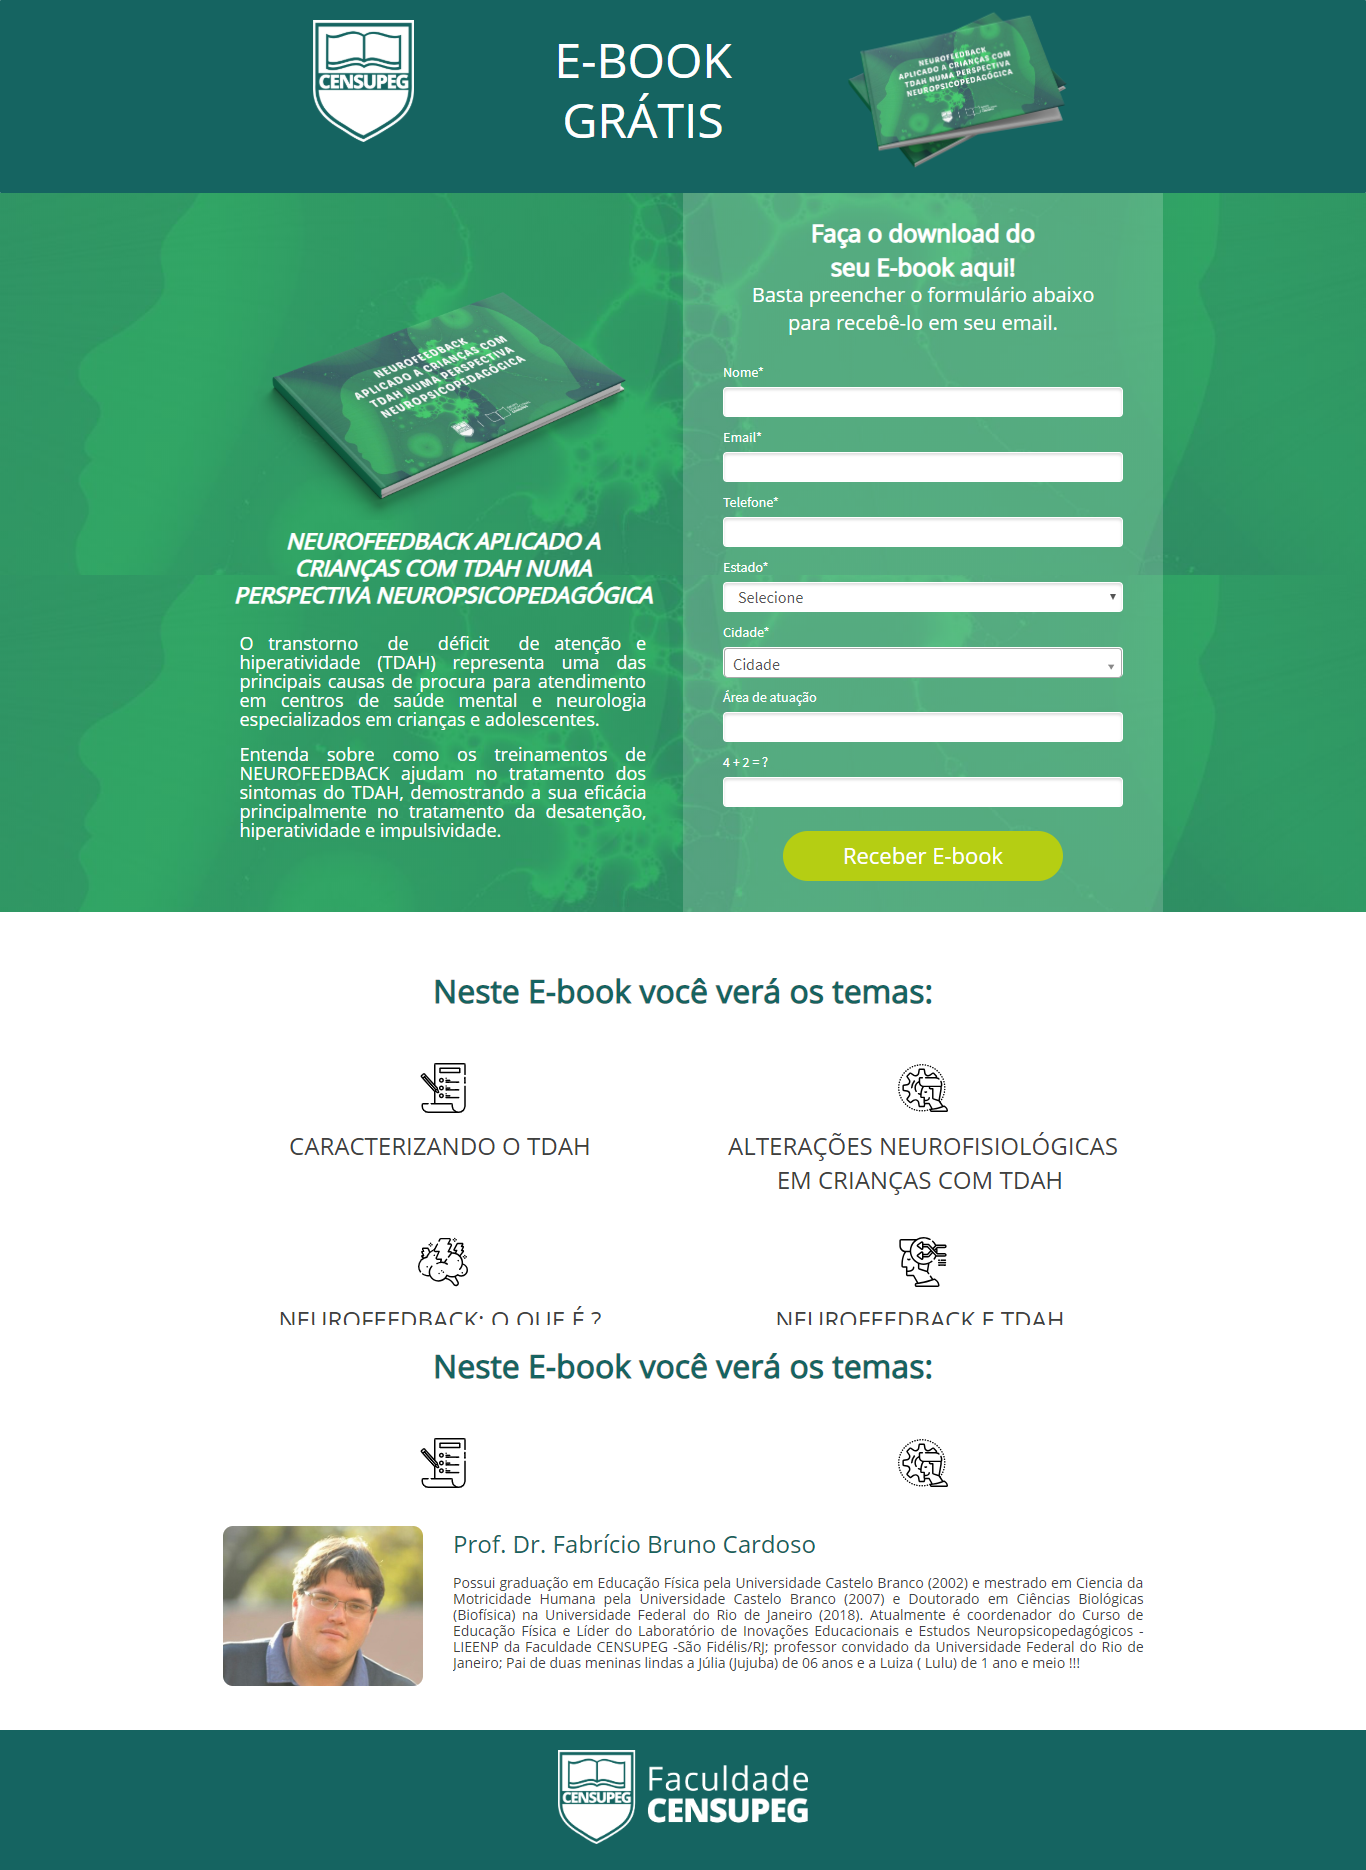 CENSUPEG
E-BOOK
GRÁTIS
NEUROFEEDBACK
APLICADO A CRIANÇAS COM
TDAH NUMA PERSPECTIVA
NEUROPSICOPEDAGÓGICA
NEUROFEEDBACK
APLICADO A CRIANÇAS COM
TDAH NUMA PERSPECTIVA
NEUROPSICOPEDAGÓGICA
NEUROFEEDBACK APLICADO A
CRIANÇAS COM TDAH NUMA
PERSPECTIVA NEUROPSICOPEDAGÓGICA
O transtorno de déficit de atenção e
hiperatividade (TDAH) representa uma das
principais causas de procura para atendimento
em centros de saúde mental e neurologia
especializados em crianças e adolescentes.
Entenda sobre como os treinamentos de
NEUROFEEDBACK ajudam no tratamento dos
sintomas do TDAH, demostrando a sua eficácia
principalmente no tratamento da desatenção,
hiperatividade e impulsividade.
Faça o download do
seu E-book aqui!
Basta preencher o formulário abaixo
para recebê-lo em seu email.
Nome*
Email*
Telefone*
Estado*
Selecione
Cidade*
Cidade
Área de atuação
4 + 2 = ?
Receber E-book
Neste E-book você verá os temas:
CARACTERIZANDO O TDAH
ALTERAÇÕES NEUROFISIOLÓGICAS
EM CRIANÇAS COM TDAH
NEUROFEEDBACK: O QUE É ?
NEUROFEEDBACK E TDAH
Neste E-book você verá os temas:
Prof. Dr. Fabrício Bruno Cardoso
Possui graduação em Educação Física pela Universidade Castelo Branco (2002) e mestrado em Ciencia da
Motricidade Humana pela Universidade Castelo Branco (2007) e Doutorado em Ciências Biológicas
(Biofísica) na Universidade Federal do Rio de Janeiro (2018). Atualmente é coordenador do Curso de
Educação Física e Líder do Laboratório de Inovações Educacionais e Estudos Neuropsicopedagógicos -
LIEENP da Faculdade CENSUPEG -São Fidélis/RJ; professor convidado da Universidade Federal do Rio de
Janeiro; Pai de duas meninas lindas a Júlia (Jujuba) de 06 anos e a Luiza ( Lulu) de 1 ano e meio !!!
CENSUPEG
Faculdade
CENSUPEG